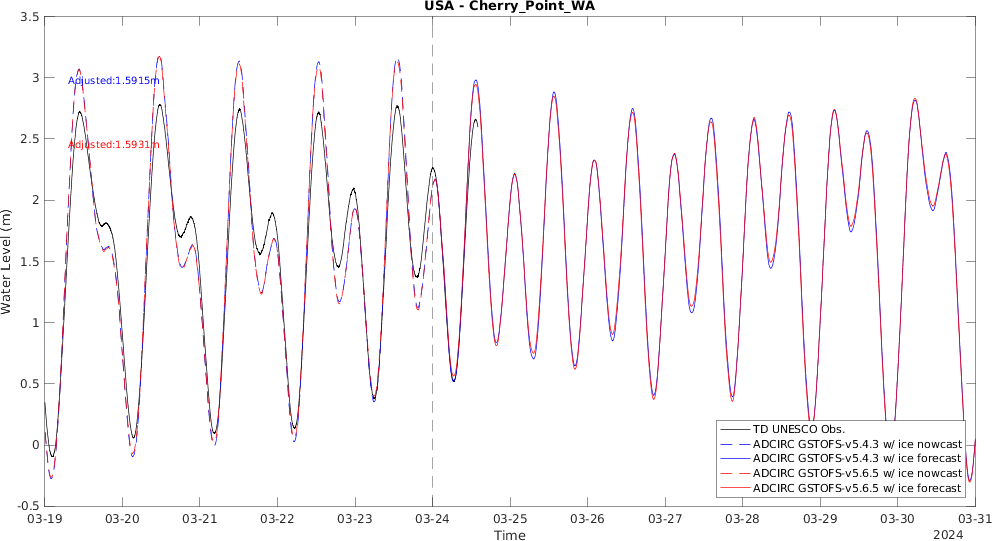 USA - Cherry_Point_WA
3.5
3
2.5
2
1.5
1
0.5
0
-0.5
Water Level (m)
Adjusted:1.5915m
Adjusted:1.5931m
TD UNESCO Obs.
ADCIRC GSTOFS-v5.4.3 w/ ice nowcast
ADCIRC GSTOFS-v5.4.3 w/ ice forecast
ADCIRC GSTOFS-v5.6.5 w/ ice nowcast
ADCIRC GSTOFS-v5.6.5 w/ ice forecast
03-19 03-20 03-21 03-22 03-23 03-24 03-25 03-26 03-27 03-28 03-29 03-30 03-31
Time
2024